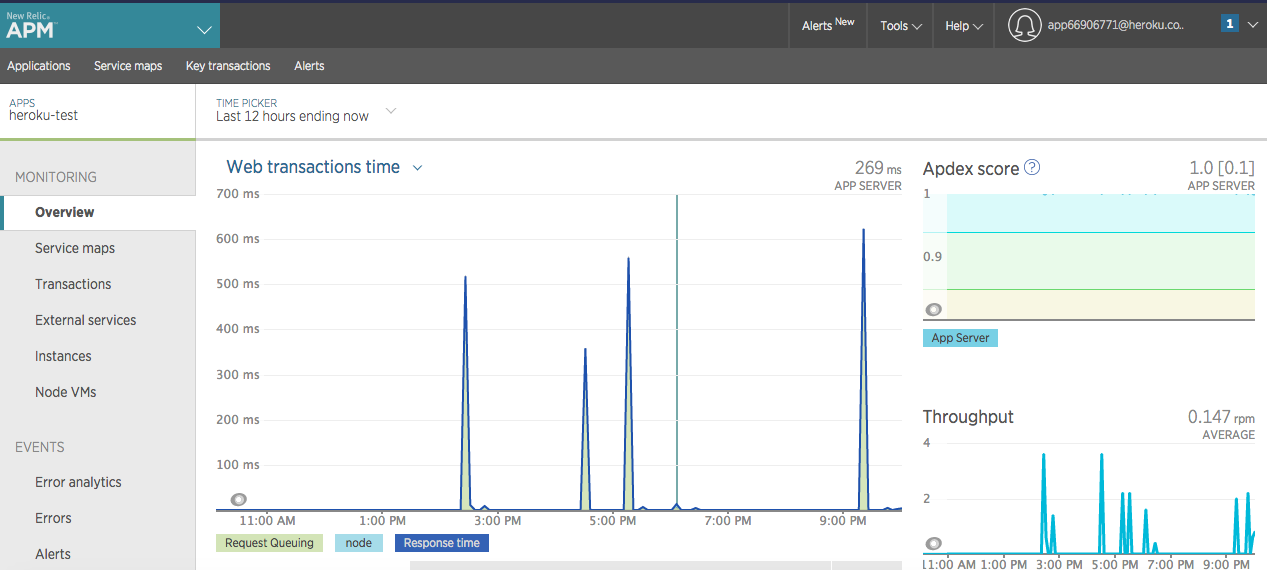 New Relic®
APM™
Alerts New
Tools
Help
app66906771@heroku.co..
1
Applications
Service maps
Key transactions
Alerts
APPS
heroku-test
TIME PICKER
Last 12 hours ending now
MONITORING
Overview
Service maps
Transactions
External services
Instances
Node VMs
EVENTS
Error analytics
Errors
Alerts
Web transactions time
269 ms
APP SERVER
700 ms
600 ms
500 ms
400 ms
300 ms
200 ms
100 ms
11:00 AM 1:00 PM 3:00 PM 5:00 PM 7:00 PM 9:00 PM
Request Queuing
node
Response time
Apdex score ?
1.0 [0.1]
APP SERVER
1
0.9
App Server
Throughput
0.147 rpm
AVERAGE
4
2
11:00 AM 1:00 PM 3:00 PM 5:00 PM 7:00 PM 9:00 PM